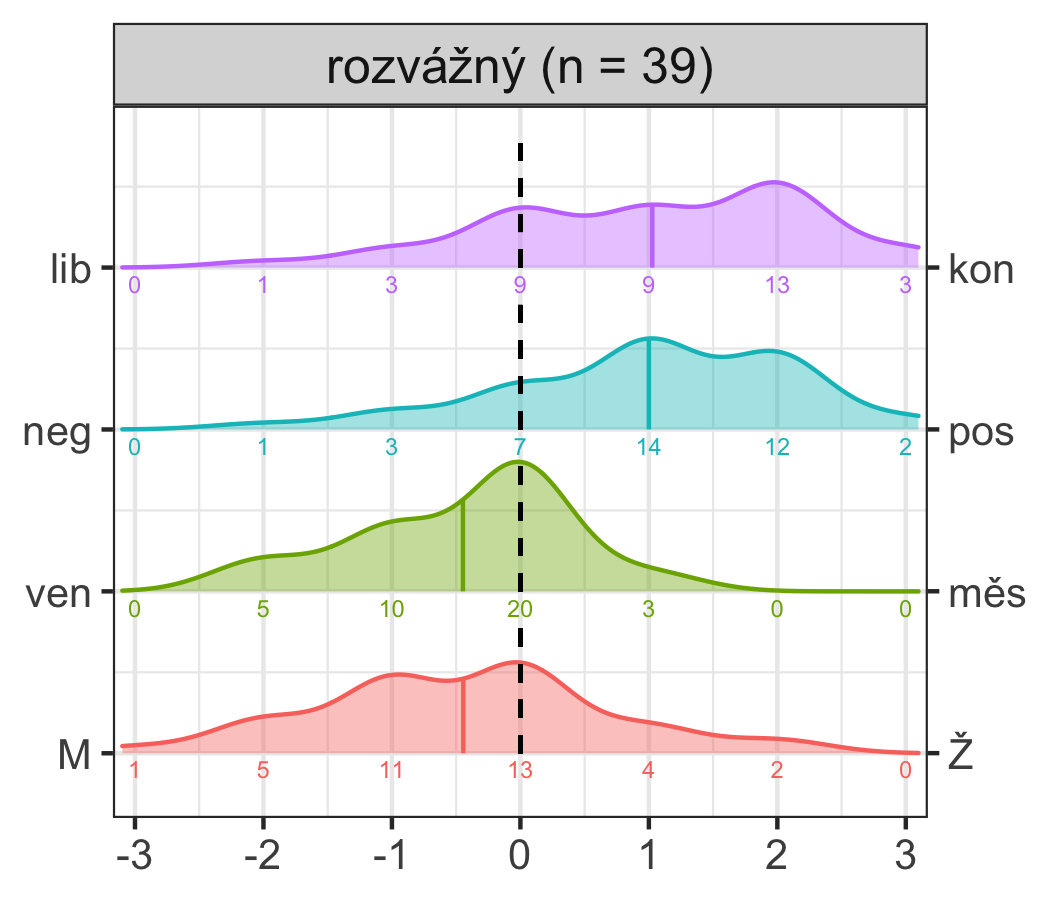 rozvážný (n = 39)
lib kon
0 1 3 9 9 13 3
neg pos
0 1 3 7 14 12 2
ven měs
0 5 10 20 3 0 0
M Ž
1 5 11 13 4 2 0
-3 -2 -1 0 1 2 3